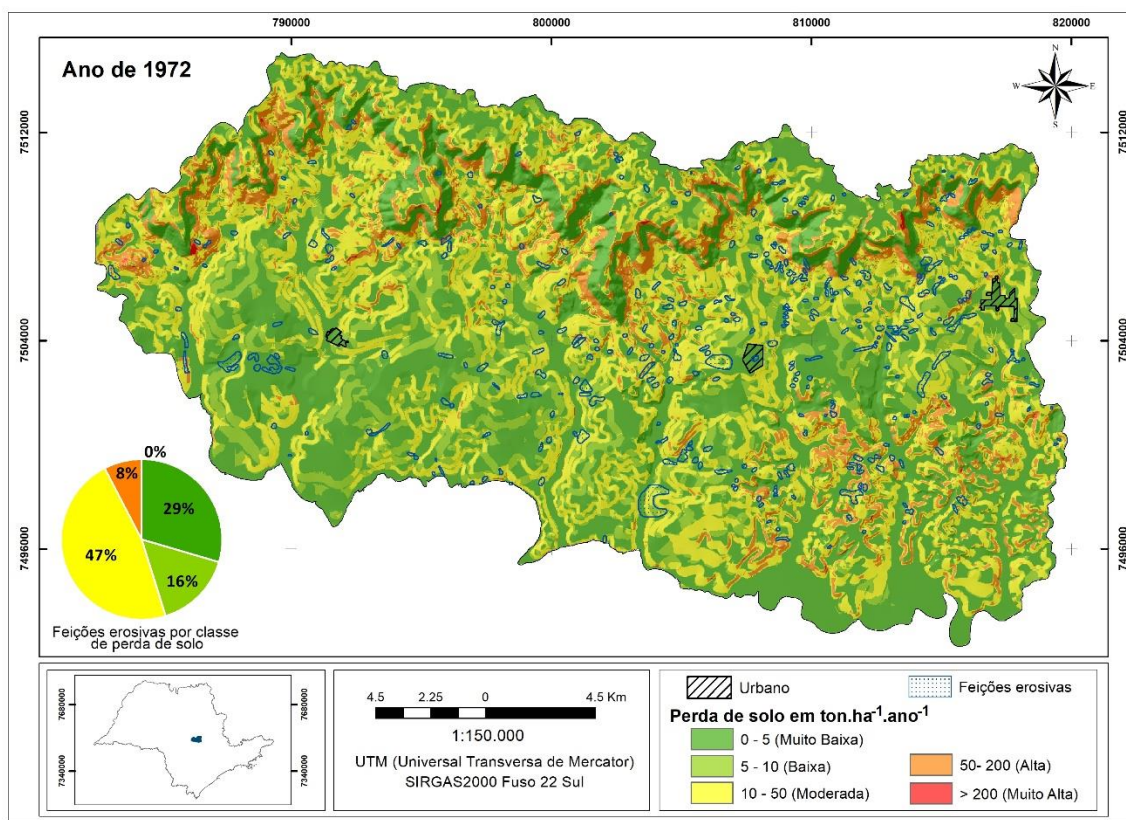 790000
800000
810000
820000
Ano de 1972
N
W
E
S
7512000
7512000
7504000
7504000
7496000
7496000
0%
8%
29%
47%
16%
Feições erosivas por classe
de perda de solo
7680000
7340000
7680000
7340000
4.5 2.25 0 4.5 Km
1:150.000
UTM (Universal Transversa de Mercator)
SIRGAS2000 Fuso 22 Sul
Urbano
Feições erosivas
Perda de solo em ton.ha⁻¹.ano⁻¹
0 - 5 (Muito Baixa)
5 - 10 (Baixa)
10 - 50 (Moderada)
50- 200 (Alta)
> 200 (Muito Alta)